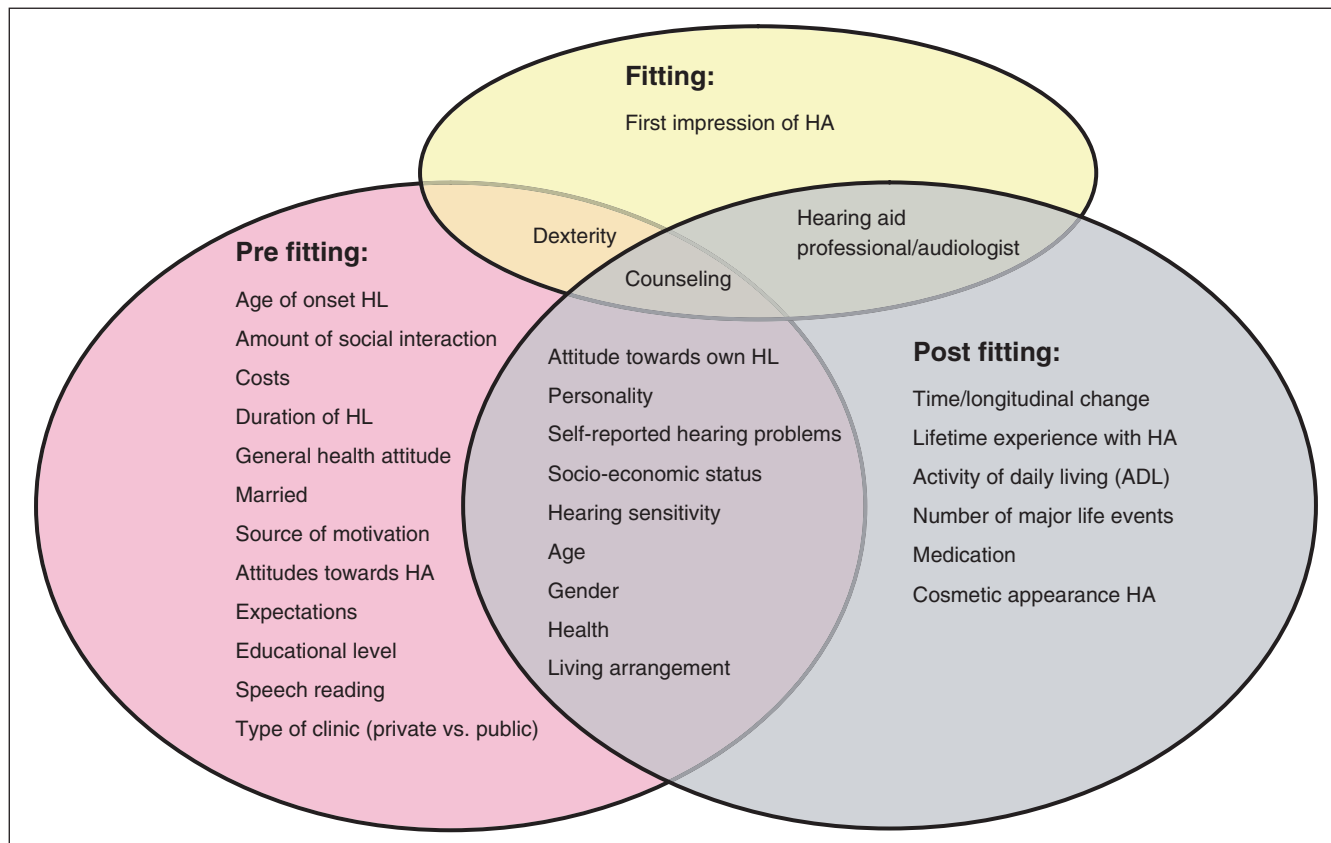 Fitting:
First impression of HA
Dexterity
Hearing aid
professional/audiologist
Counseling
Pre fitting:
Age of onset HL
Amount of social interaction
Costs
Duration of HL
General health attitude
Married
Source of motivation
Attitudes towards HA
Expectations
Educational level
Speech reading
Type of clinic (private vs. public)
Attitude towards own HL
Personality
Self-reported hearing problems
Socio-economic status
Hearing sensitivity
Age
Gender
Health
Living arrangement
Post fitting:
Time/longitudinal change
Lifetime experience with HA
Activity of daily living (ADL)
Number of major life events
Medication
Cosmetic appearance HA